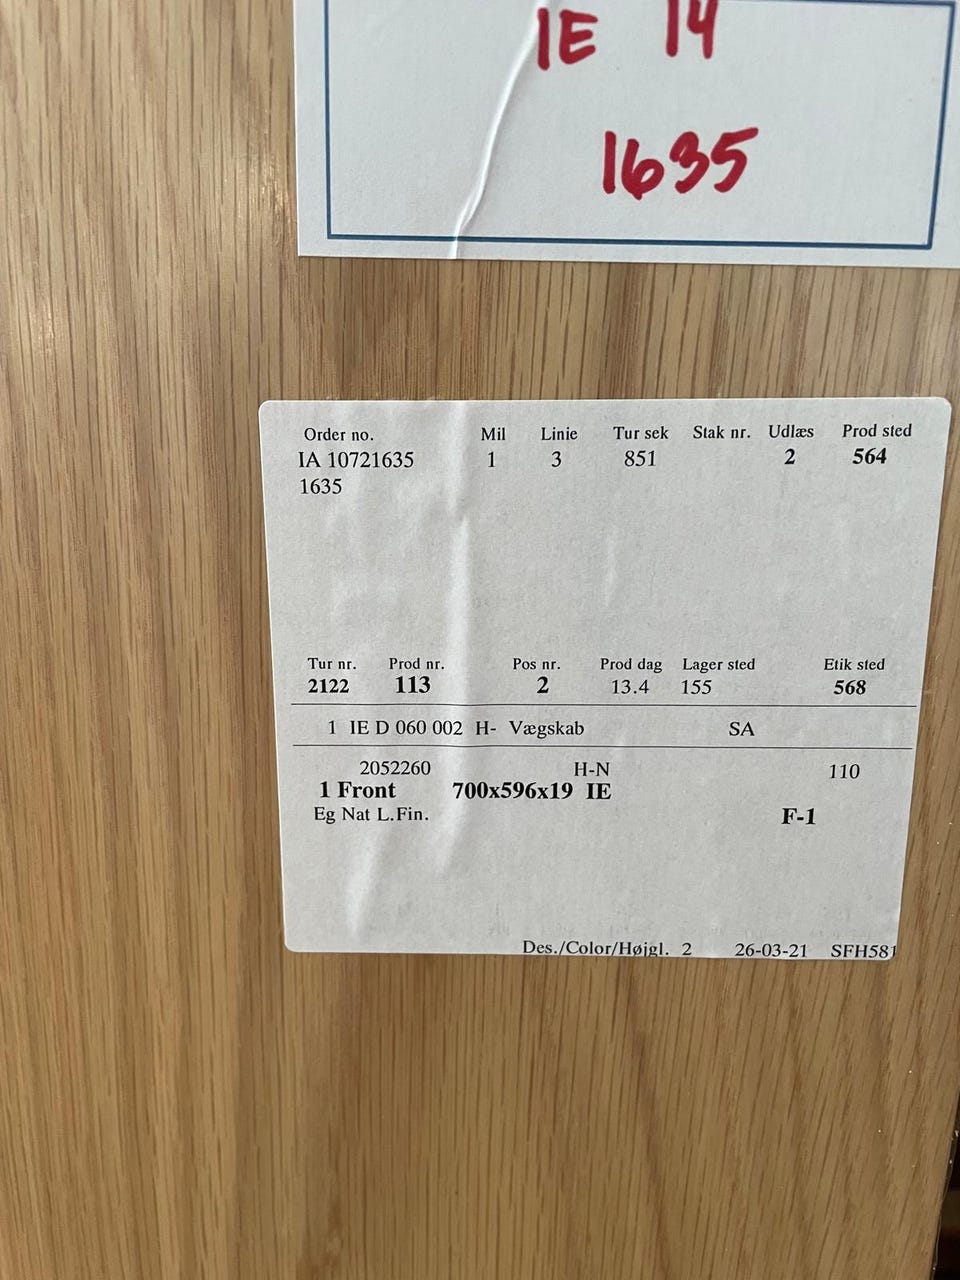 IE 14
1635
Order no. Mil Linie Tur sek Stak nr. Udlæs Prod sted
IA 10721635 1 3 851 2 564
1635
Tur nr. Prod nr. Pos nr. Prod dag Lager sted Etik sted
2122 113 2 13.4 155 568
1 IE D 060 002 H- Vægskab SA
2052260 H-N 110
1 Front 700x596x19 IE
Eg Nat L.Fin. F-1
Des./Color/Højgl. 2 26-03-21 SFH581